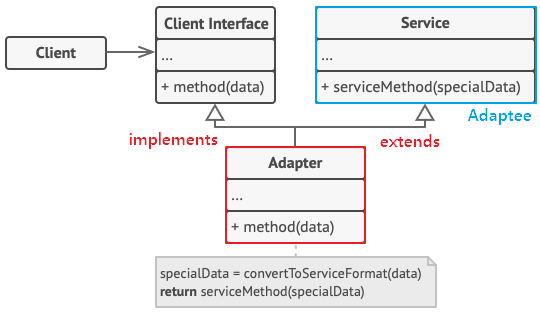 Client
Client Interface
...
+ method(data)
Service
...
+ serviceMethod(specialData)
Adaptee
implements
extends
Adapter
...
+ method(data)
specialData = convertToServiceFormat(data)
return serviceMethod(specialData)